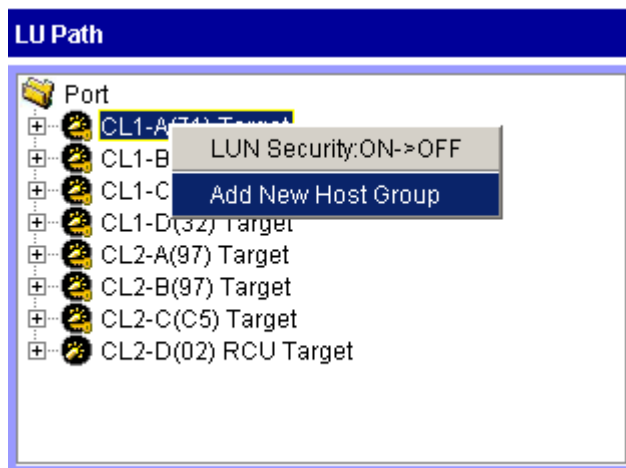 LU Path
Port
CL1-A(71) Target
LUN Security:ON->OFF
CL1-B
Add New Host Group
CL1-C
CL1-D(32) Target
CL2-A(97) Target
CL2-B(97) Target
CL2-C(C5) Target
CL2-D(02) RCU Target